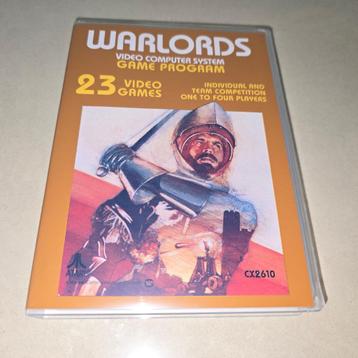 WARLORDS
VIDEO COMPUTER SYSTEM
GAME PROGRAM
23 VIDEO GAMES
INDIVIDUAL AND
TEAM COMPETITION
ONE TO FOUR PLAYERS
CX2610